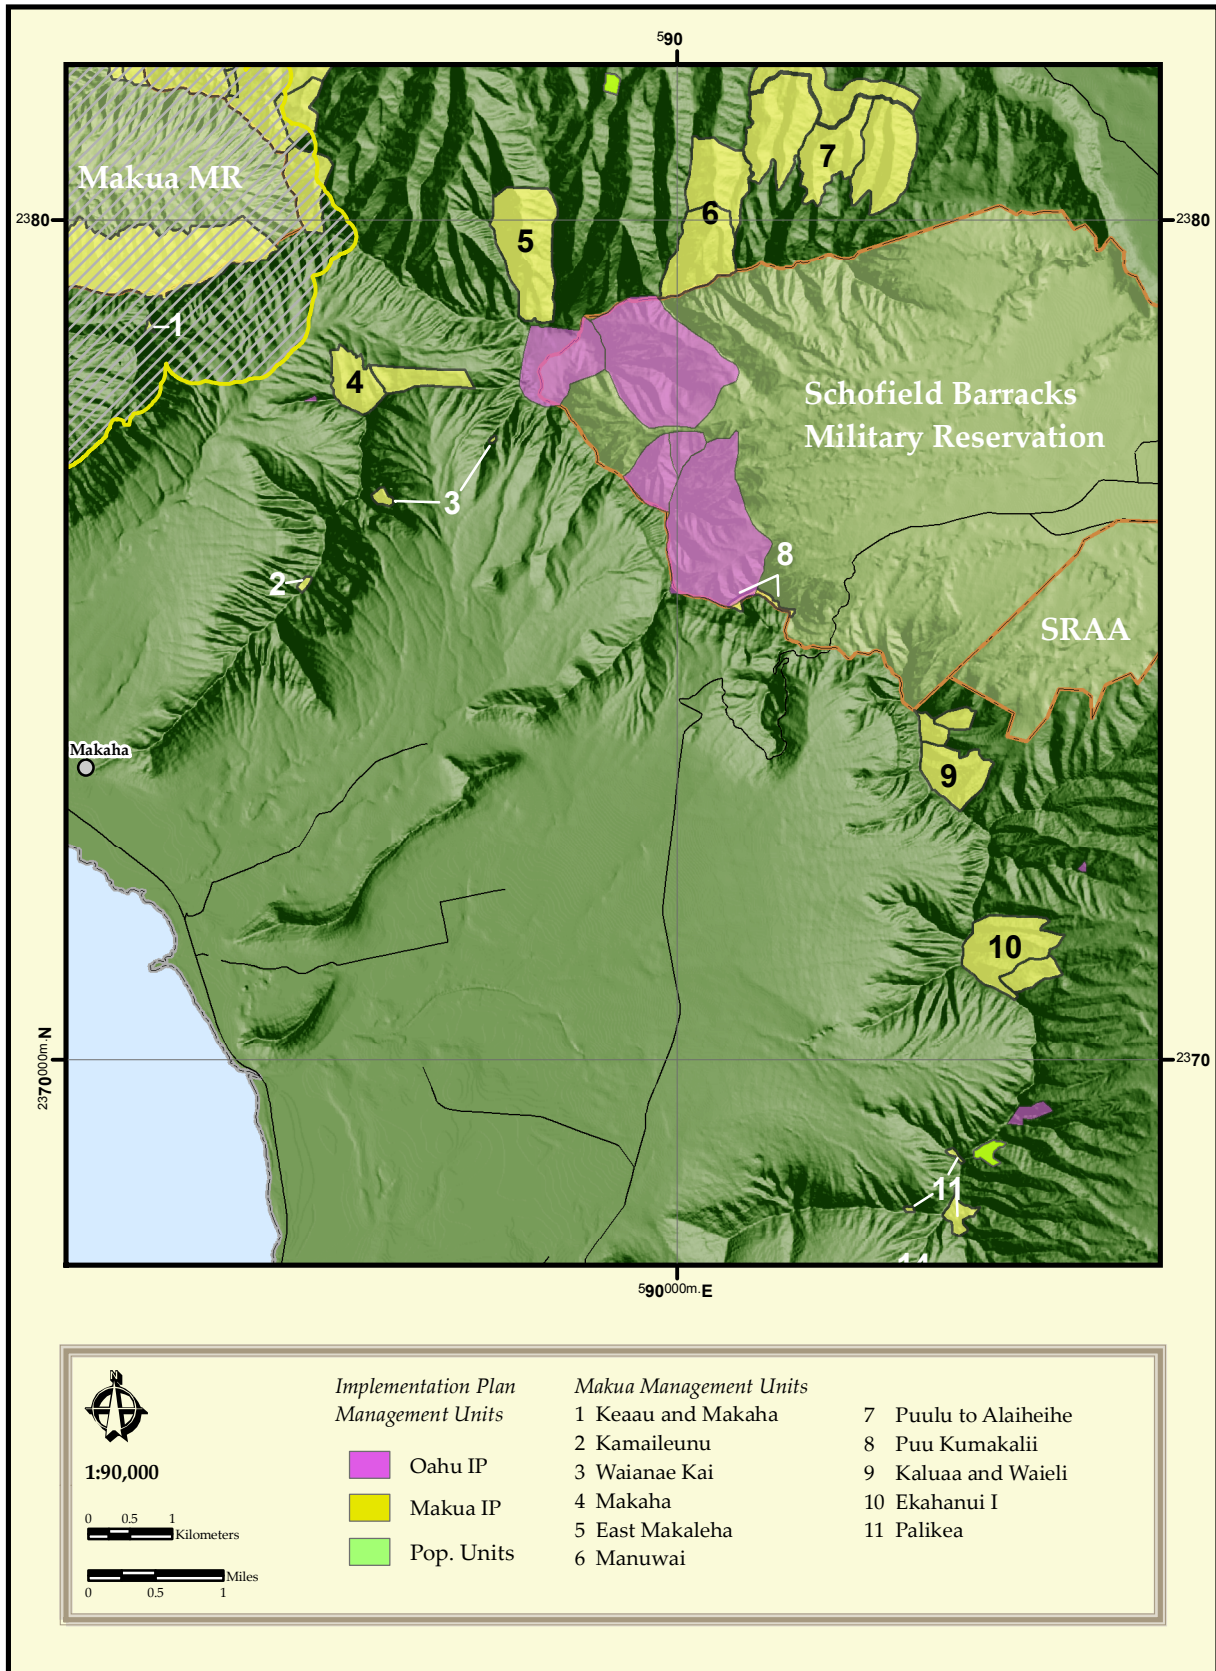 590
Makua MR
7
2380
6
2380
5
1
4
Schofield Barracks
Military Reservation
3
8
2
SRAA
Makaha
9
10
2370000m.N
2370
11
590000m.E
N
1:90,000
0 0.5 1
Kilometers
Miles
0 0.5 1
Implementation Plan
Management Units
Oahu IP
Makua IP
Pop. Units
Makua Management Units
1 Keaau and Makaha
2 Kamaileunu
3 Waianae Kai
4 Makaha
5 East Makaleha
6 Manuwai
7 Puulu to Alaiheihe
8 Puu Kumakalii
9 Kaluaa and Waieli
10 Ekahanui I
11 Palikea